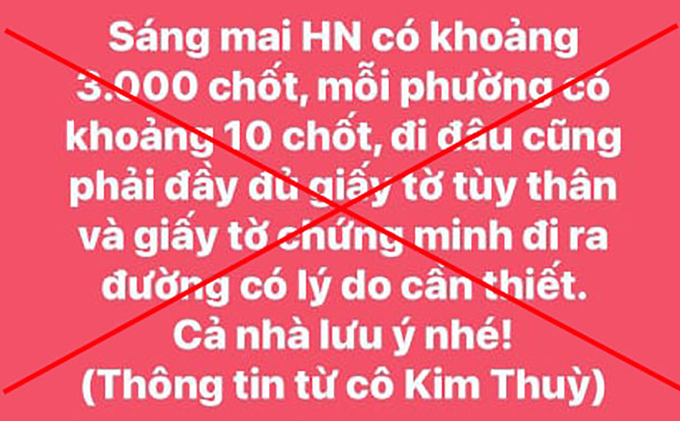 Sáng mai HN có khoảng
3.000 chốt, mỗi phường có
khoảng 10 chốt, đi đâu cũng
phải đầy đủ giấy tờ tùy thân
và giấy tờ chứng minh đi ra
đường có lý do cần thiết.
Cả nhà lưu ý nhé!
(Thông tin từ cô Kim Thuỳ)